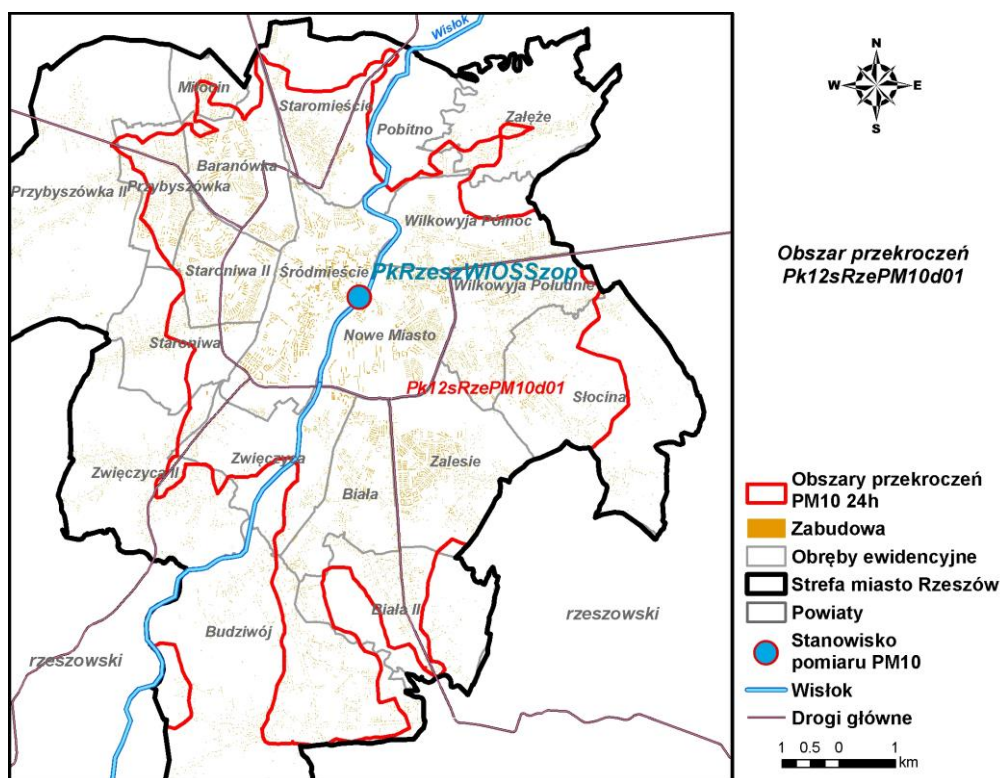 Wisłok
Mirocin
Staromieście
Pobitno
Załęże
Baranówka
Przybyszówka II
Przybyszówka
Wilkowyja Północ
Staroniwa II
Śródmieście
PkRzeszWIOSSzop
Wilkowyja Południe
Staroniwa
Nowe Miasto
Pk12sRzePM10d01
Słocina
Zwięczyca II
Zwięczyca
Zalesie
Biała
Biała II
Budziwój
rzeszowski
rzeszowski
N
W
E
S
Obszar przekroczeń
Pk12sRzePM10d01
Obszary przekroczeń
PM10 24h
Zabudowa
Obręby ewidencyjne
Strefa miasto Rzeszów
Powiaty
Stanowisko
pomiaru PM10
Wisłok
Drogi główne
1 0.5 0 1
km